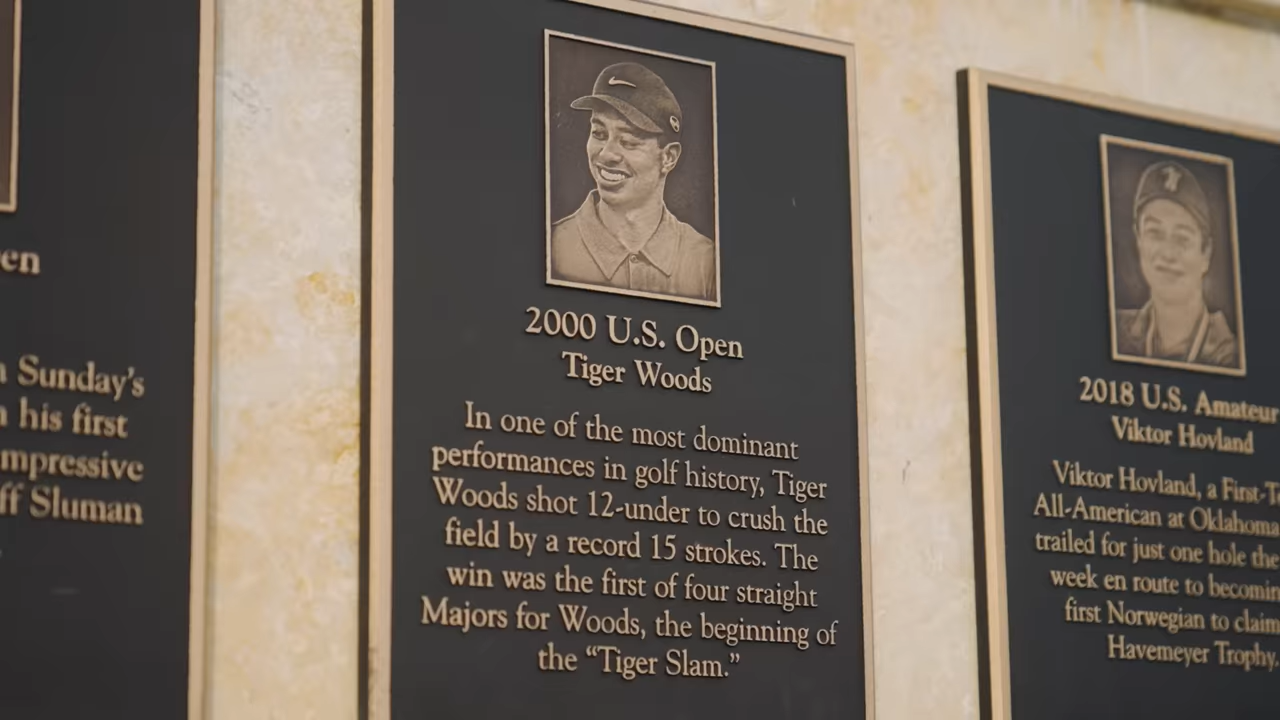 en
Sunday's
his first
mpressive
ff Sluman
2000 U.S. Open
Tiger Woods
In one of the most dominant
performances in golf history, Tiger
Woods shot 12-under to crush the
field by a record 15 strokes. The
win was the first of four straight
Majors for Woods, the beginning of
the “Tiger Slam.”
2018 U.S. Amateur
Viktor Hovland
Viktor Hovland, a First-T
All-American at Oklahoma
trailed for just one hole the
week en route to becomin
first Norwegian to claim
Havemeyer Trophy.